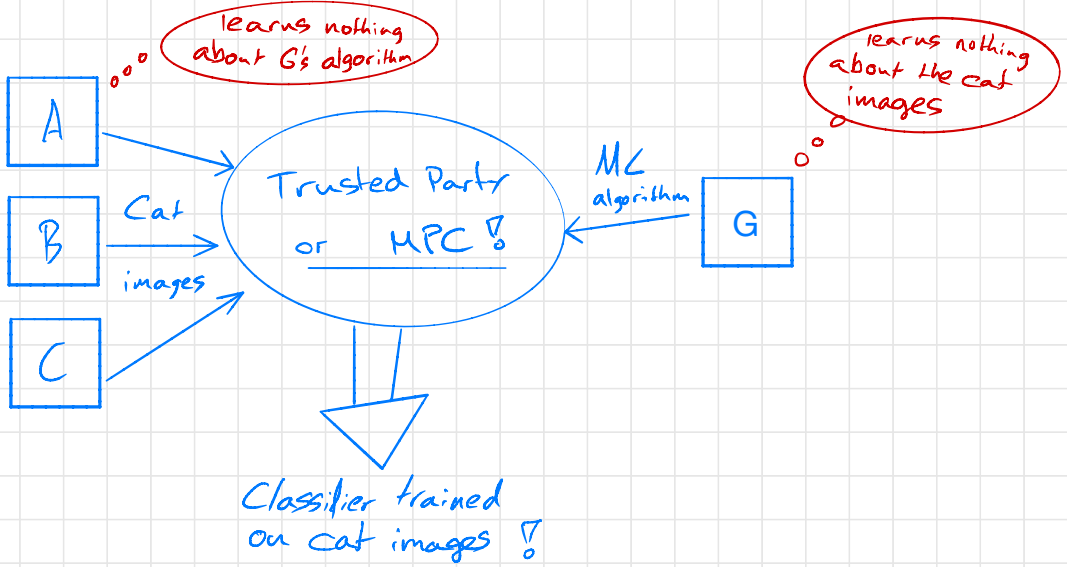 learns nothing
about G's algorithm
learns nothing
about the cat
images
A
B
C
Cat
images
Trusted Party
or MPC!
ML
algorithm
G
Classifier trained
on cat images!